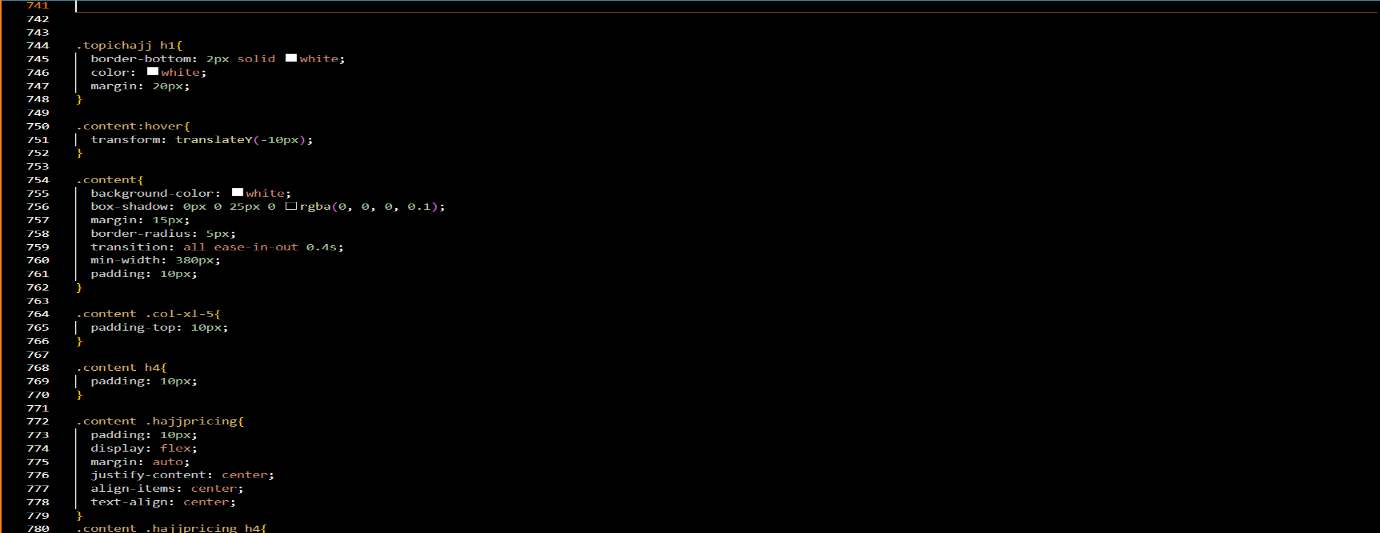 741
742
743
744 .topichajj h1{
745 border-bottom: 2px solid white;
746 color: white;
747 margin: 20px;
748 }
749
750 .content:hover{
751 transform: translateY(-10px);
752 }
753
754 .content{
755 background-color: white;
756 box-shadow: 0px 0 25px 0 rgba(0, 0, 0, 0.1);
757 margin: 15px;
758 border-radius: 5px;
759 transition: all ease-in-out 0.4s;
760 min-width: 380px;
761 padding: 10px;
762 }
763
764 .content .col-xl-5{
765 padding-top: 10px;
766 }
767
768 .content h4{
769 padding: 10px;
770 }
771
772 .content .hajjpricing{
773 padding: 10px;
774 display: flex;
775 margin: auto;
776 justify-content: center;
777 align-items: center;
778 text-align: center;
779 }
780 .content .hajjpricing h4{